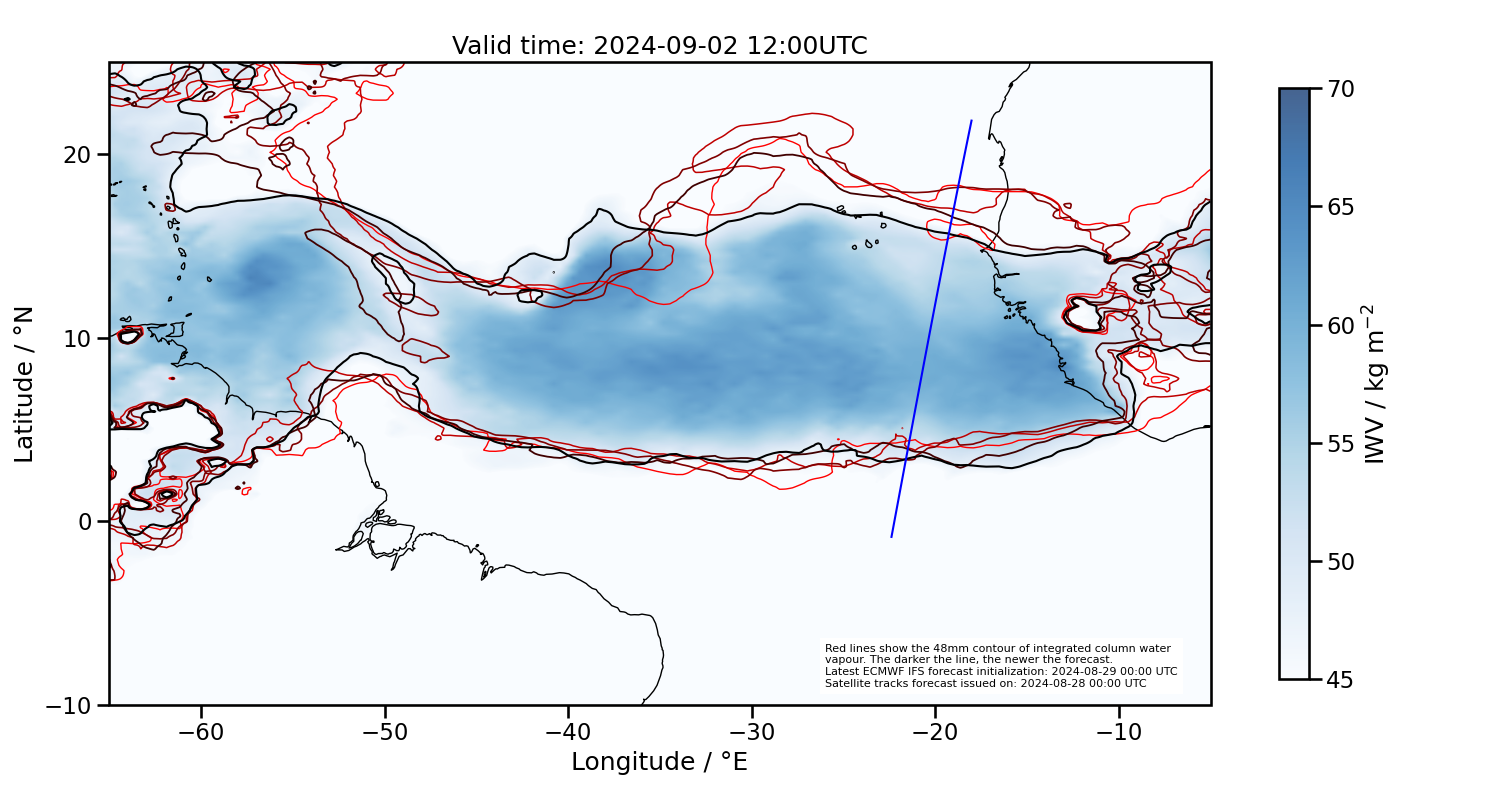 Valid time: 2024-09-02 12:00UTC
Latitude / °N
20
10
0
−10
−60
−50
−40
−30
−20
−10
Longitude / °E
Red lines show the 48mm contour of integrated column water
vapour. The darker the line, the newer the forecast.
Latest ECMWF IFS forecast initialization: 2024-08-29 00:00 UTC
Satellite tracks forecast issued on: 2024-08-28 00:00 UTC
70
65
60
55
50
45
IWV / kg m⁻²